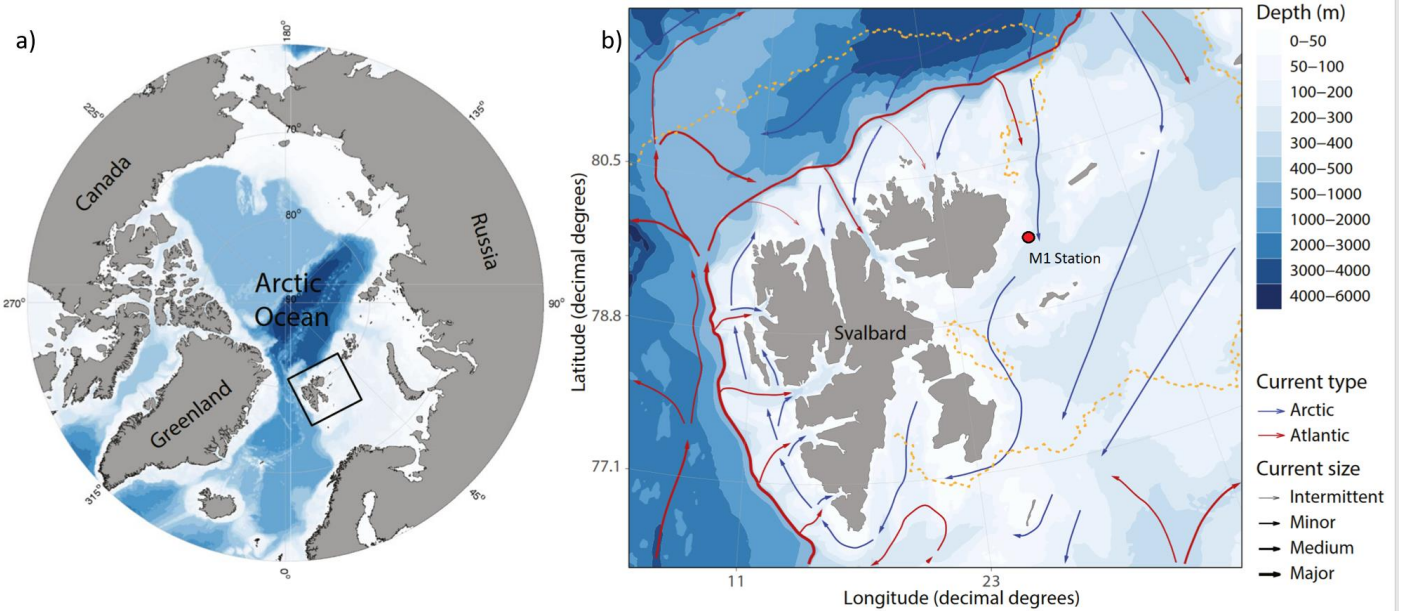 a)
180°
225°
135°
70°
Canada
80°
Russia
Arctic
Ocean
270°
90°
Greenland
315°
45°
0°
b)
Latitude (decimal degrees)
80.5
78.8
77.1
M1 Station
Svalbard
11
23
Longitude (decimal degrees)
Depth (m)
0–50
50–100
100–200
200–300
300–400
400–500
500–1000
1000–2000
2000–3000
3000–4000
4000–6000
Current type
Arctic
Atlantic
Current size
Intermittent
Minor
Medium
Major